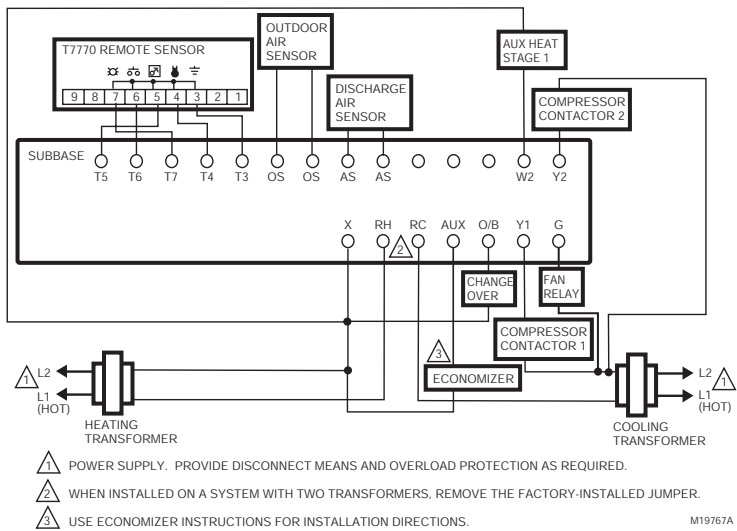 T7770 REMOTE SENSOR
9 8 7 6 5 4 3 2 1
OUTDOOR
AIR
SENSOR
DISCHARGE
AIR
SENSOR
AUX HEAT
STAGE 1
COMPRESSOR
CONTACTOR 2
SUBBASE
T5 T6 T7 T4 T3 OS OS AS AS W2 Y2
X RH RC AUX O/B Y1 G
2
CHANGE
OVER
FAN
RELAY
COMPRESSOR
CONTACTOR 1
3
ECONOMIZER
1
L2
L1
(HOT)
HEATING
TRANSFORMER
L2
1
L1
(HOT)
COOLING
TRANSFORMER
1 POWER SUPPLY. PROVIDE DISCONNECT MEANS AND OVERLOAD PROTECTION AS REQUIRED.
2 WHEN INSTALLED ON A SYSTEM WITH TWO TRANSFORMERS, REMOVE THE FACTORY-INSTALLED JUMPER.
3 USE ECONOMIZER INSTRUCTIONS FOR INSTALLATION DIRECTIONS.
M19767A